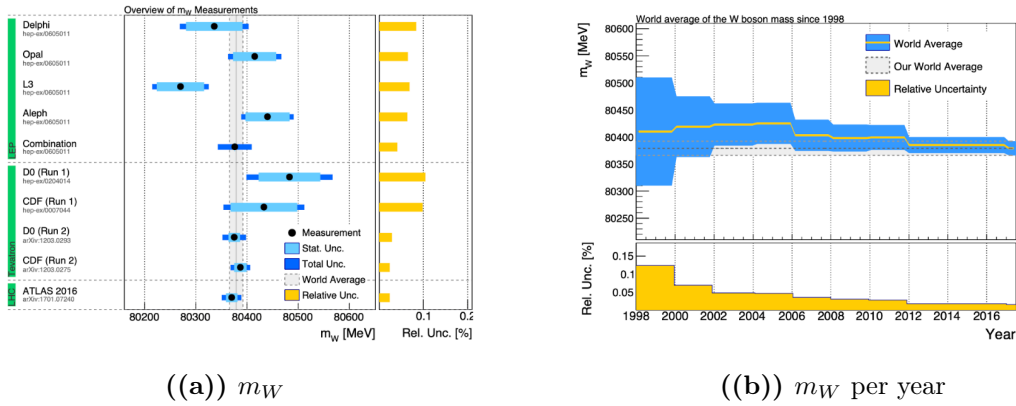 Overview of m_W Measurements
Delphi
hep-ex/0605011
Opal
hep-ex/0605011
L3
hep-ex/0605011
Aleph
hep-ex/0605011
Combination
hep-ex/0605011
LEP
D0 (Run 1)
hep-ex/0204014
CDF (Run 1)
hep-ex/0007044
D0 (Run 2)
arXiv:1203.0293
CDF (Run 2)
arXiv:1203.0275
Tevatron
ATLAS 2016
arXiv:1701.07240
LHC
Measurement
Stat. Unc.
Total Unc.
World Average
Relative Unc.
80200 80300 80400 80500 80600
m_W [MeV]
0.1 0.2
Rel. Unc. [%]
((a)) m_W
World average of the W boson mass since 1998
m_W [MeV]
80600
80550
80500
80450
80400
80350
80300
80250
World Average
Our World Average
Relative Uncertainty
Rel. Unc. [%]
0.15
0.1
0.05
1998 2000 2002 2004 2006 2008 2010 2012 2014 2016
Year
((b)) m_W per year